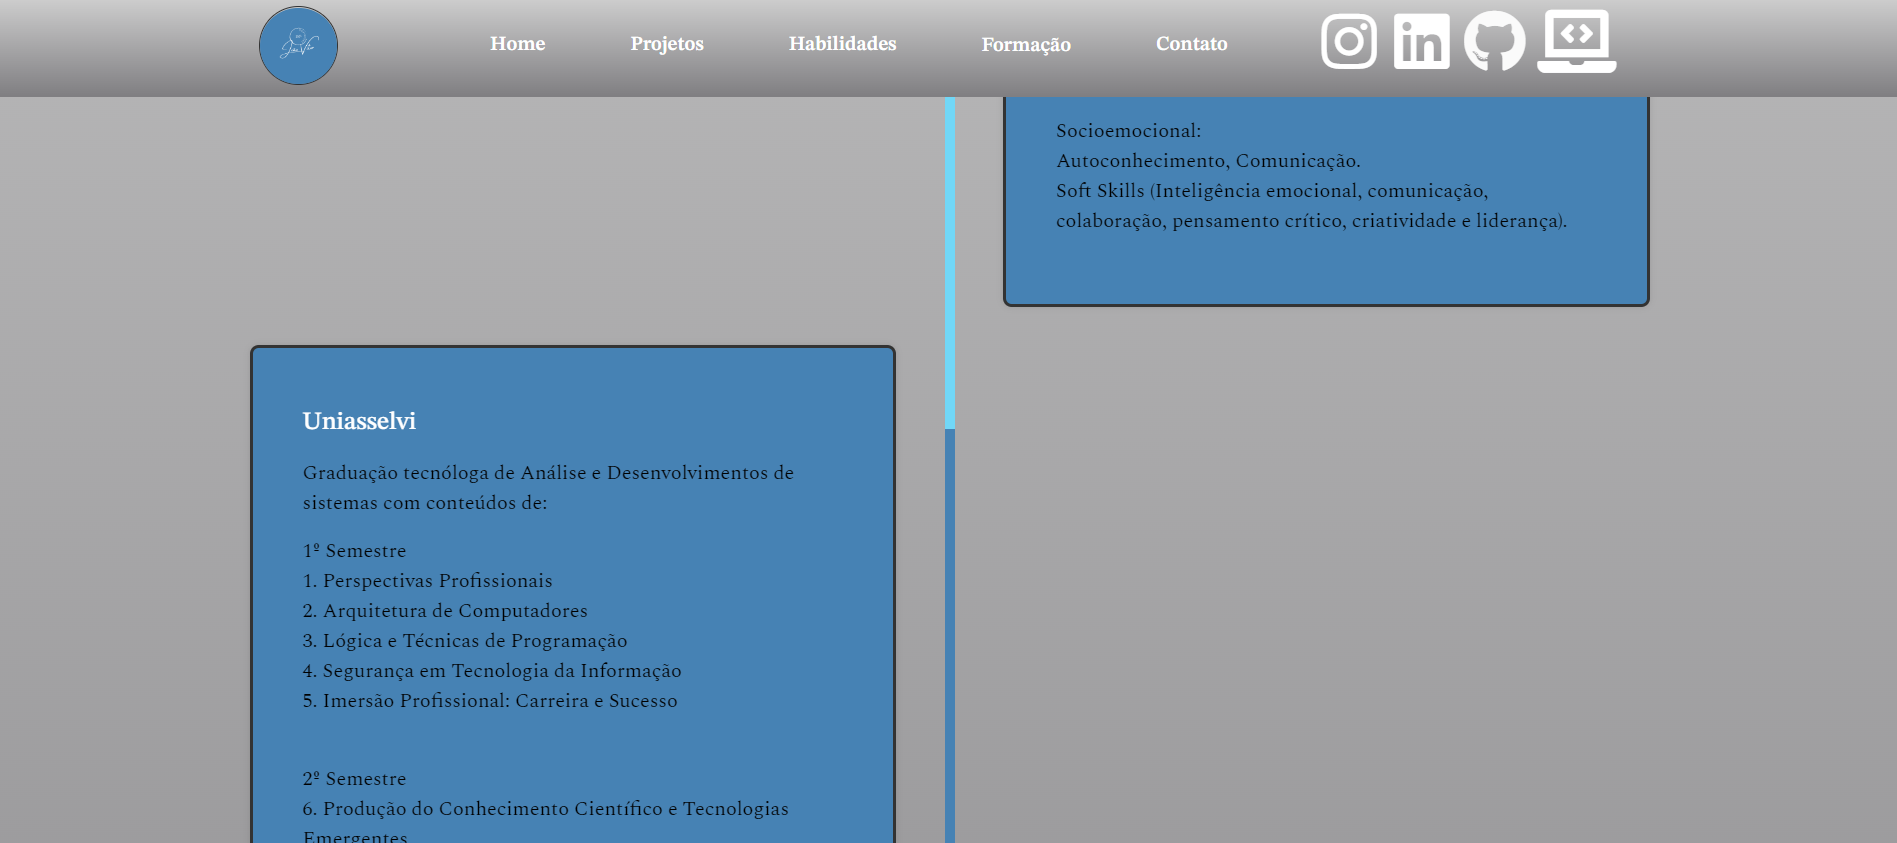 Home
Projetos
Habilidades
Formação
Contato
Socioemocional:
Autoconhecimento, Comunicação.
Soft Skills (Inteligência emocional, comunicação,
colaboração, pensamento crítico, criatividade e liderança).
Uniasselvi
Graduação tecnóloga de Análise e Desenvolvimentos de
sistemas com conteúdos de:
1º Semestre
1. Perspectivas Profissionais
2. Arquitetura de Computadores
3. Lógica e Técnicas de Programação
4. Segurança em Tecnologia da Informação
5. Imersão Profissional: Carreira e Sucesso
2º Semestre
6. Produção do Conhecimento Científico e Tecnologias
Emergentes